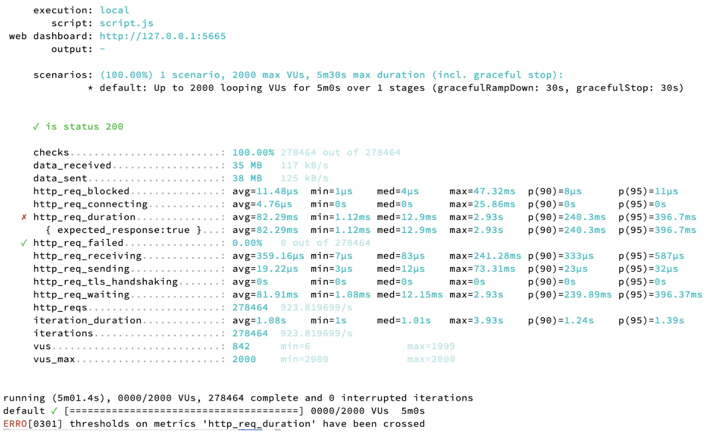 execution: local
script: script.js
web dashboard: http://127.0.0.1:5665
output: -
scenarios: (100.00%) 1 scenario, 2000 max VUs, 5m30s max duration (incl. graceful stop):
* default: Up to 2000 looping VUs for 5m0s over 1 stages (gracefulRampDown: 30s, gracefulStop: 30s)
✓ is status 200
checks.........................: 100.00% 278464 out of 278464
data_received..................: 35 MB 117 kB/s
data_sent......................: 38 MB 125 kB/s
http_req_blocked...............: avg=11.48µs min=1µs med=4µs max=47.32ms p(90)=8µs p(95)=11µs
http_req_connecting............: avg=4.76µs min=0s med=0s max=25.86ms p(90)=0s p(95)=0s
✗ http_req_duration..............: avg=82.29ms min=1.12ms med=12.9ms max=2.93s p(90)=240.3ms p(95)=396.7ms
{ expected_response:true }...: avg=82.29ms min=1.12ms med=12.9ms max=2.93s p(90)=240.3ms p(95)=396.7ms
✓ http_req_failed................: 0.00% 0 out of 278464
http_req_receiving.............: avg=359.16µs min=7µs med=83µs max=241.28ms p(90)=333µs p(95)=587µs
http_req_sending...............: avg=19.22µs min=3µs med=12µs max=73.31ms p(90)=23µs p(95)=32µs
http_req_tls_handshaking.......: avg=0s min=0s med=0s max=0s p(90)=0s p(95)=0s
http_req_waiting...............: avg=81.91ms min=1.08ms med=12.15ms max=2.93s p(90)=239.89ms p(95)=396.37ms
http_reqs......................: 278464 923.819699/s
iteration_duration.............: avg=1.08s min=1s med=1.01s max=3.93s p(90)=1.24s p(95)=1.39s
iterations.....................: 278464 923.819699/s
vus............................: 842 min=6 max=1999
vus_max........................: 2000 min=2000 max=2000
running (5m01.4s), 0000/2000 VUs, 278464 complete and 0 interrupted iterations
default ✓ [======================================] 0000/2000 VUs 5m0s
ERRO[0301] thresholds on metrics 'http_req_duration' have been crossed